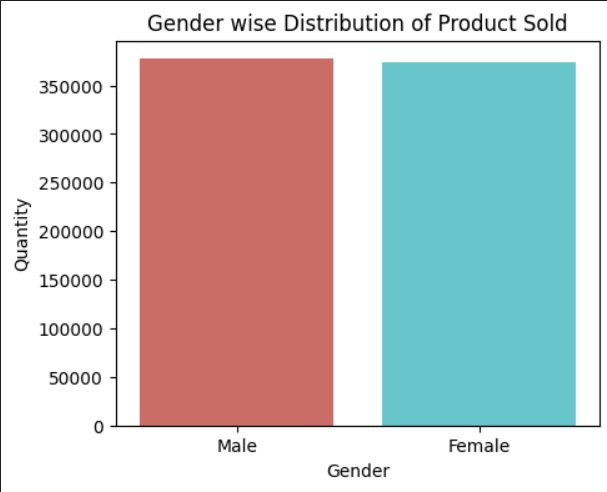 Gender wise Distribution of Product Sold
350000
300000
250000
200000
150000
100000
50000
0
Quantity
Male Female
Gender